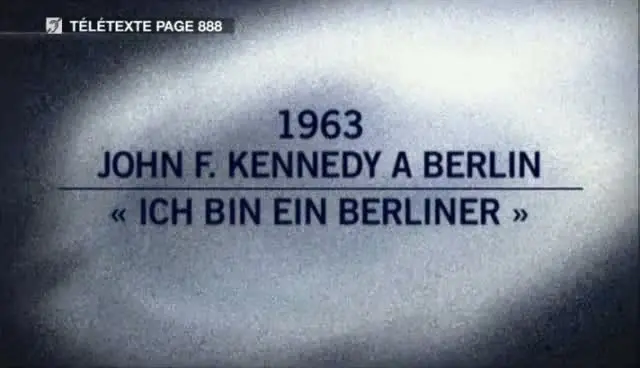 TÉLÉTEXTE PAGE 888
1963
JOHN F. KENNEDY A BERLIN
« ICH BIN EIN BERLINER »